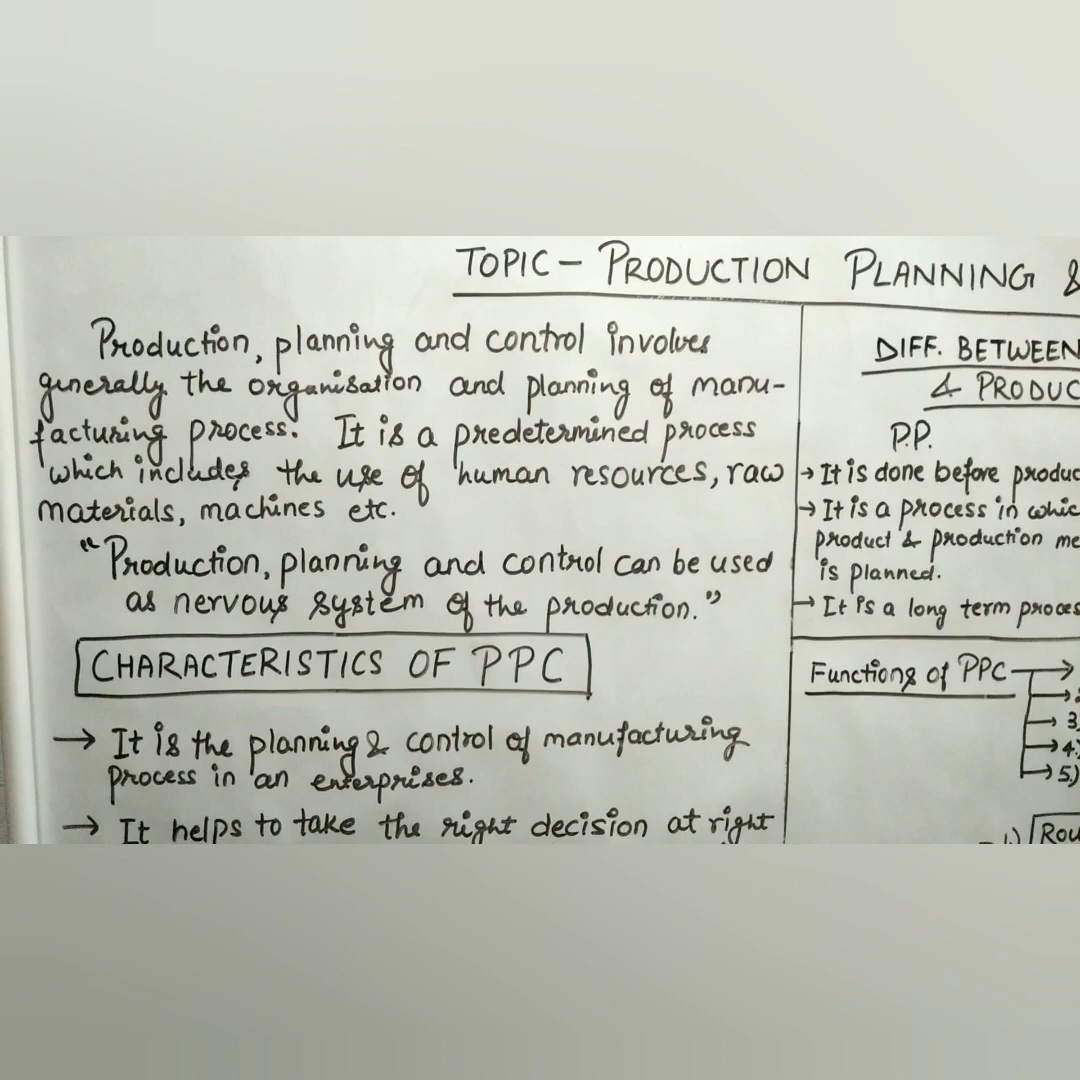 TOPIC - PRODUCTION PLANNING &
Production, planning and control involves
generally the organisation and planning of manu-
facturing process. It is a predetermined process
which includes the use of human resources, raw
materials, machines etc.
"Production, planning and control can be used
as nervous system of the production."
CHARACTERISTICS OF PPC
→ It is the planning & control of manufacturing
process in an enterprises.
→ It helps to take the right decision at right
DIFF. BETWEEN
& PRODUC
P.P.
→ It is done before produc
→ It is a process in whic
product & production me
is planned.
→ It is a long term proces
Functions of PPC →
→
→ 3
→ 4.
→ 5)
1) ROU